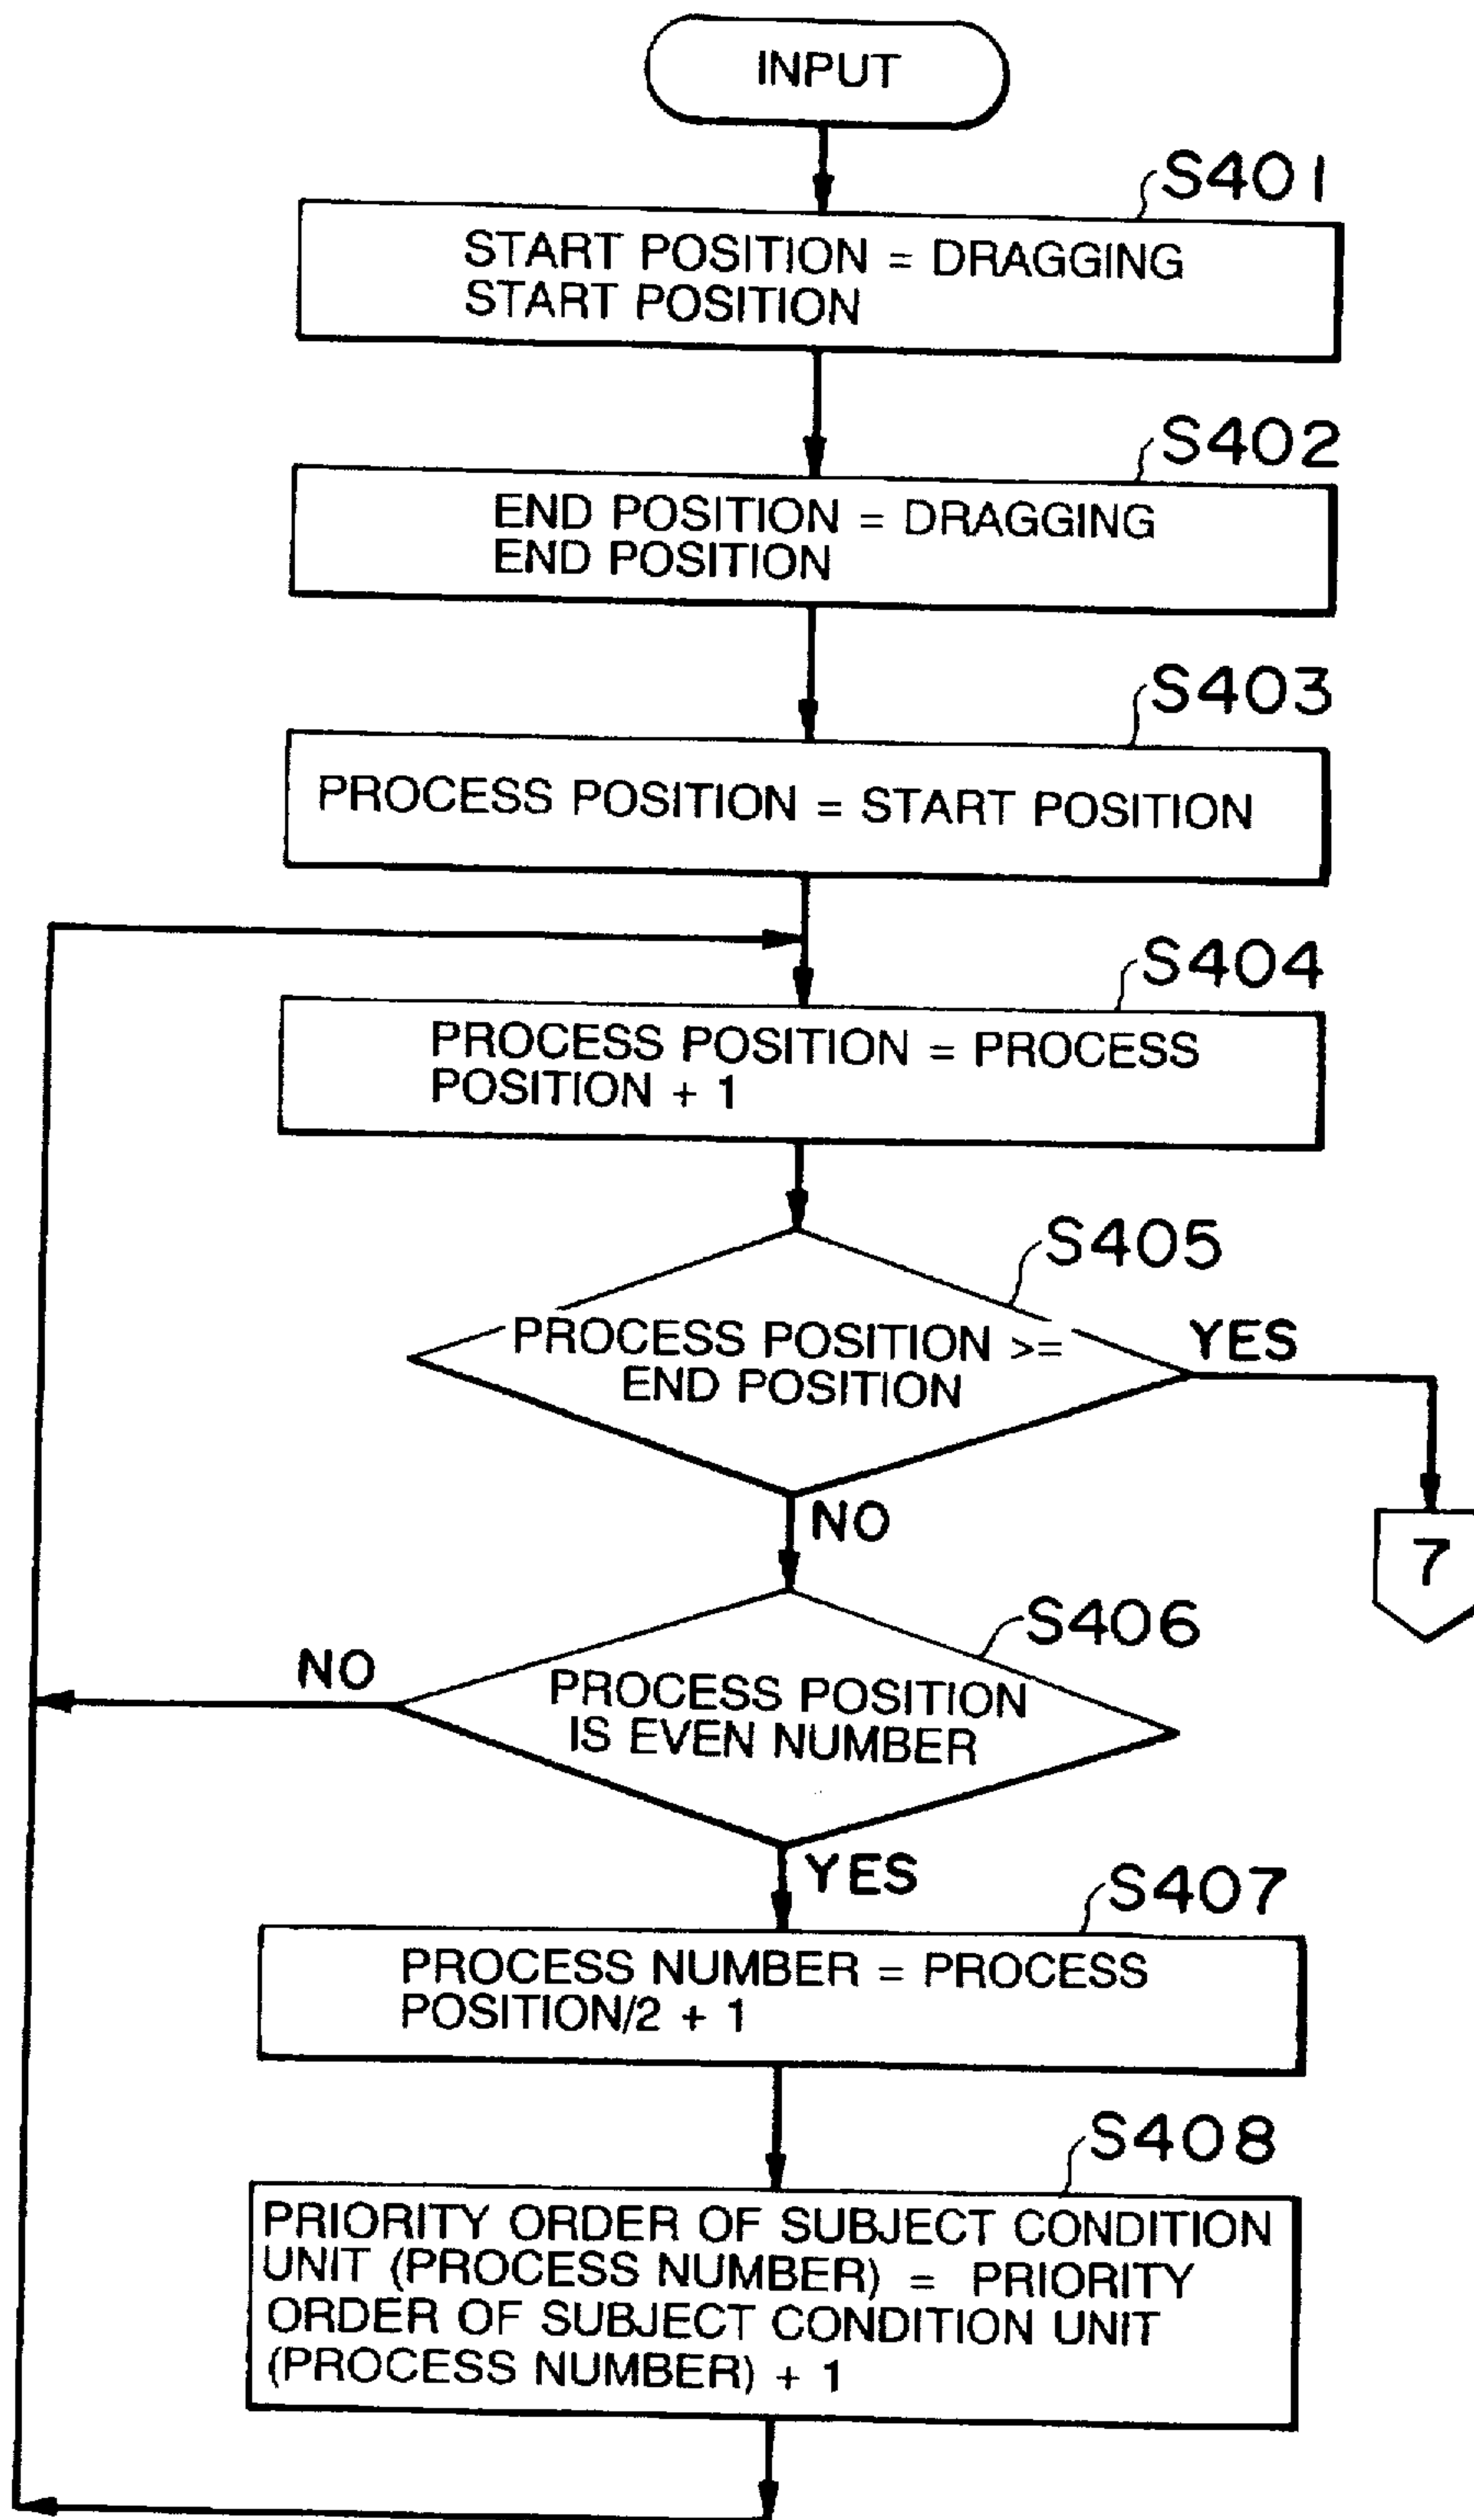 INPUT
S401
START POSITION = DRAGGING
START POSITION
S402
END POSITION = DRAGGING
END POSITION
S403
PROCESS POSITION = START POSITION
S404
PROCESS POSITION = PROCESS
POSITION + 1
S405
PROCESS POSITION >=
END POSITION
YES
NO
7
S406
NO
PROCESS POSITION
IS EVEN NUMBER
YES
S407
PROCESS NUMBER = PROCESS
POSITION/2 + 1
S408
PRIORITY ORDER OF SUBJECT CONDITION
UNIT (PROCESS NUMBER) = PRIORITY
ORDER OF SUBJECT CONDITION UNIT
(PROCESS NUMBER) + 1